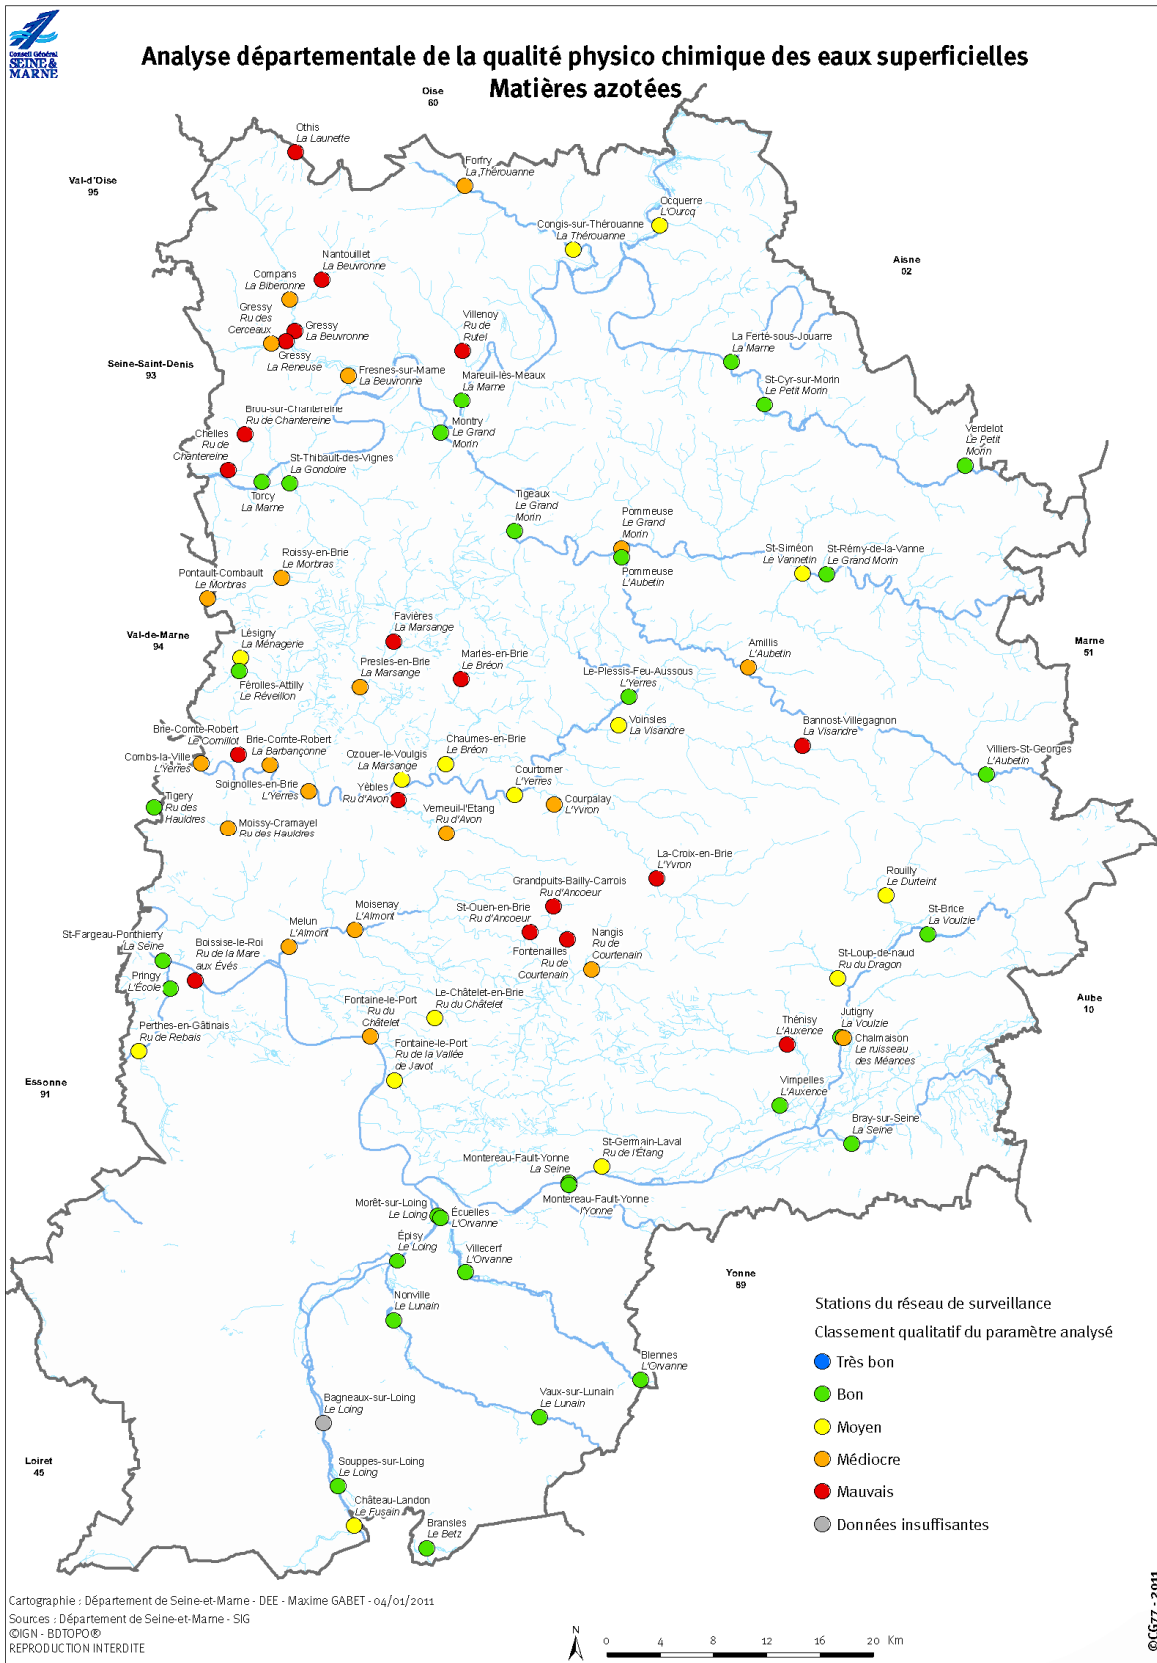 Conseil Général
SEINE &
MARNE
Analyse départementale de la qualité physico chimique des eaux superficielles
Matières azotées
Oise
60
Othis
La Launette
Val-d'Oise
95
Forfry
La Thérouanne
Ocquerre
L'Ourcq
Congis-sur-Thérouanne
La Thérouanne
Aisne
02
Nantouillet
La Beuvronne
Compans
La Biberonne
Gressy
Ru des
Cerceaux
Gressy
La Beuvronne
Gressy
La Reneuse
Villenoy
Ru de
Rutel
La Ferté-sous-Jouarre
La Marne
Seine-Saint-Denis
93
Fresnes-sur-Marne
La Beuvronne
Mareuil-lès-Meaux
La Marne
St-Cyr-sur-Morin
Le Petit Morin
Brou-sur-Chantereine
Ru de Chantereine
Montry
Le Grand
Morin
Verdelot
Le Petit
Morin
Chelles
Ru de
Chantereine
St-Thibault-des-Vignes
La Gondoire
Torcy
La Marne
Tigeaux
Le Grand
Morin
Pommeuse
Le Grand
Morin
Pommeuse
L'Aubetin
St-Siméon
Le Vannetin
St-Rémy-de-la-Vanne
Le Grand Morin
Roissy-en-Brie
Le Morbras
Pontault-Combault
Le Morbras
Val-de-Marne
94
Favières
La Marsange
Lésigny
La Ménagerie
Marne
51
Amillis
L'Aubetin
Presles-en-Brie
La Marsange
Marles-en-Brie
Le Bréon
Le-Plessis-Feu-Aussous
L'Yerres
Férolles-Attilly
Le Réveillon
Voinsles
La Visandre
Bannost-Villegagnon
La Visandre
Brie-Comte-Robert
Le Cornillot
Brie-Comte-Robert
La Barbançonne
Chaumes-en-Brie
Le Bréon
Villiers-St-Georges
L'Aubetin
Combs-la-Ville
L'Yerres
Ozouer-le-Voulgis
La Marsange
Courtomer
L'Yerres
Soignolles-en-Brie
L'Yerres
Yèbles
Ru d'Avon
Tigery
Ru des
Hauldres
Courpalay
L'Yvron
Verneuil-l'Etang
Ru d'Avon
Moissy-Cramayel
Ru des Hauldres
La-Croix-en-Brie
L'Yvron
Rouilly
Le Durteint
Grandpuits-Bailly-Carrois
Ru d'Ancoeur
St-Ouen-en-Brie
Ru d'Ancoeur
St-Brice
La Voulzie
Moisenay
L'Almont
Melun
L'Almont
Nangis
Ru de
Courtenain
Fontenailles
Ru de
Courtenain
St-Fargeau-Ponthierry
La Seine
Boissise-le-Roi
Ru de la Mare
aux Évés
St-Loup-de-naud
Ru du Dragon
Pringy
L'École
Le-Châtelet-en-Brie
Ru du Châtelet
Fontaine-le-Port
Ru du
Châtelet
Aube
10
Jutigny
La Voulzie
Thénisy
L'Auxence
Perthes-en-Gâtinais
Ru de Rebais
Chalmaison
Le ruisseau
des Méances
Fontaine-le-Port
Ru de la Vallée
de Javot
Essonne
91
Vimpelles
L'Auxence
Bray-sur-Seine
La Seine
St-Germain-Laval
Ru de l'Étang
Montereau-Fault-Yonne
La Seine
Montereau-Fault-Yonne
l'Yonne
Morêt-sur-Loing
Le Loing
Écuelles
L'Orvanne
Épisy
Le Loing
Villecerf
L'Orvanne
Yonne
89
Nonville
Le Lunain
Blennes
L'Orvanne
Vaux-sur-Lunain
Le Lunain
Bagneaux-sur-Loing
Le Loing
Loiret
45
Souppes-sur-Loing
Le Loing
Château-Landon
Le Fusain
Bransles
Le Betz
Stations du réseau de surveillance
Classement qualitatif du paramètre analysé
Très bon
Bon
Moyen
Médiocre
Mauvais
Données insuffisantes
Cartographie : Département de Seine-et-Marne - DEE - Maxime GABET - 04/01/2011
Sources : Département de Seine-et-Marne - SIG
©IGN - BDTOPO®
REPRODUCTION INTERDITE
N
0 4 8 12 16 20 Km
©CG77 - 2011